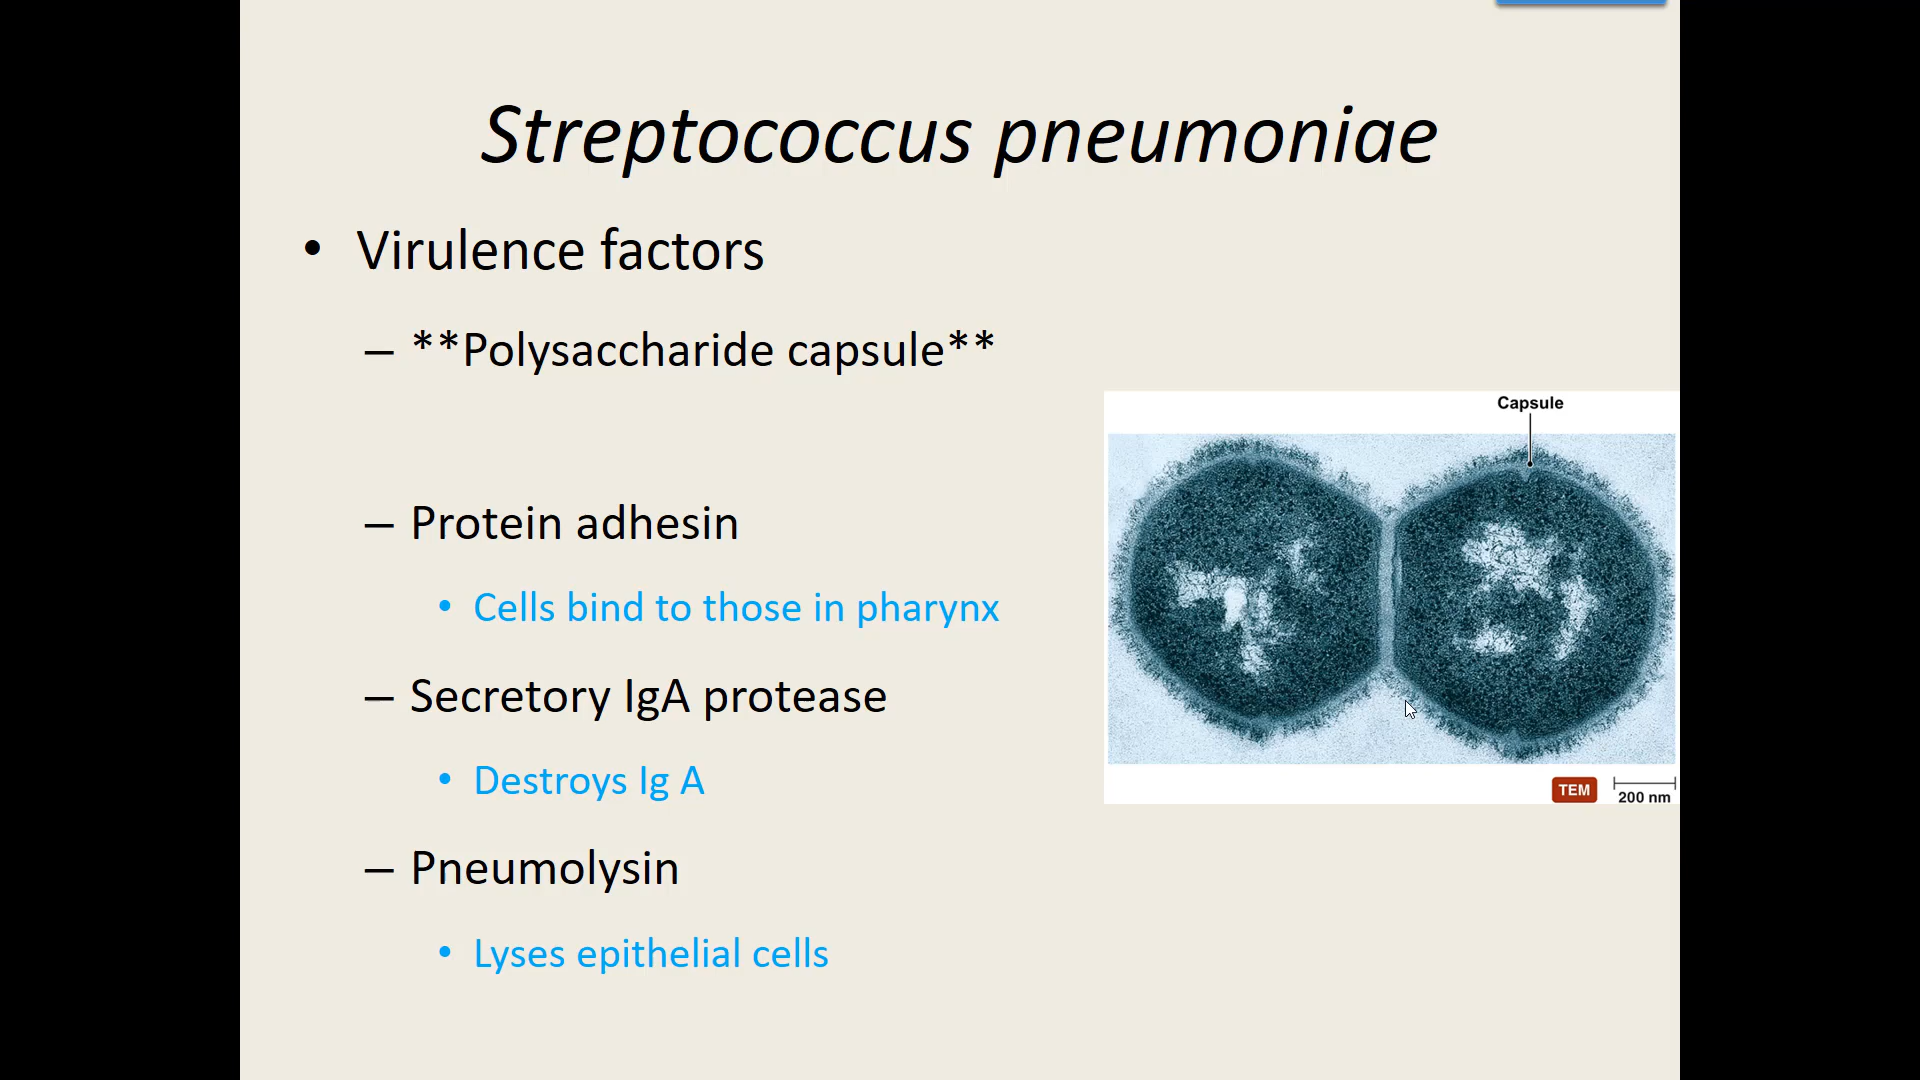 Streptococcus pneumoniae
• Virulence factors
– **Polysaccharide capsule**
– Protein adhesin
• Cells bind to those in pharynx
– Secretory IgA protease
• Destroys Ig A
– Pneumolysin
• Lyses epithelial cells
Capsule
TEM
200 nm